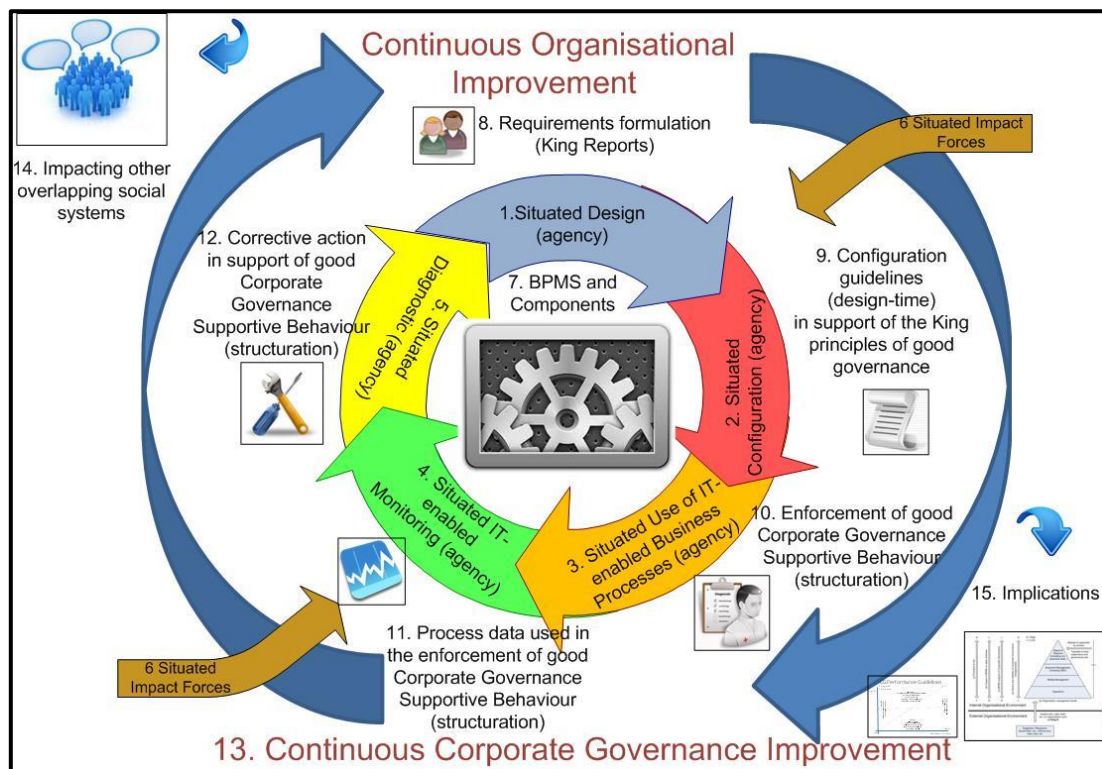 Continuous Organisational
Improvement
8. Requirements formulation
(King Reports)
6 Situated Impact
Forces
14. Impacting other
overlapping social
systems
1.Situated Design
(agency)
12. Corrective action
in support of good
Corporate
Governance
Supportive Behaviour
(structuration)
5. Situated
Diagnostic (agency)
7. BPMS and
Components
9. Configuration
guidelines
(design-time)
in support of the King
principles of good
governance
2. Situated
Configuration (agency)
4. Situated IT-
enabled
Monitoring (agency)
3. Situated Use of IT-
enabled Business
Processes (agency)
10. Enforcement of good
Corporate Governance
Supportive Behaviour
(structuration)
15. Implications
6 Situated
Impact Forces
11. Process data used in
the enforcement of good
Corporate Governance
Supportive Behaviour
(structuration)
13. Continuous Corporate Governance Improvement